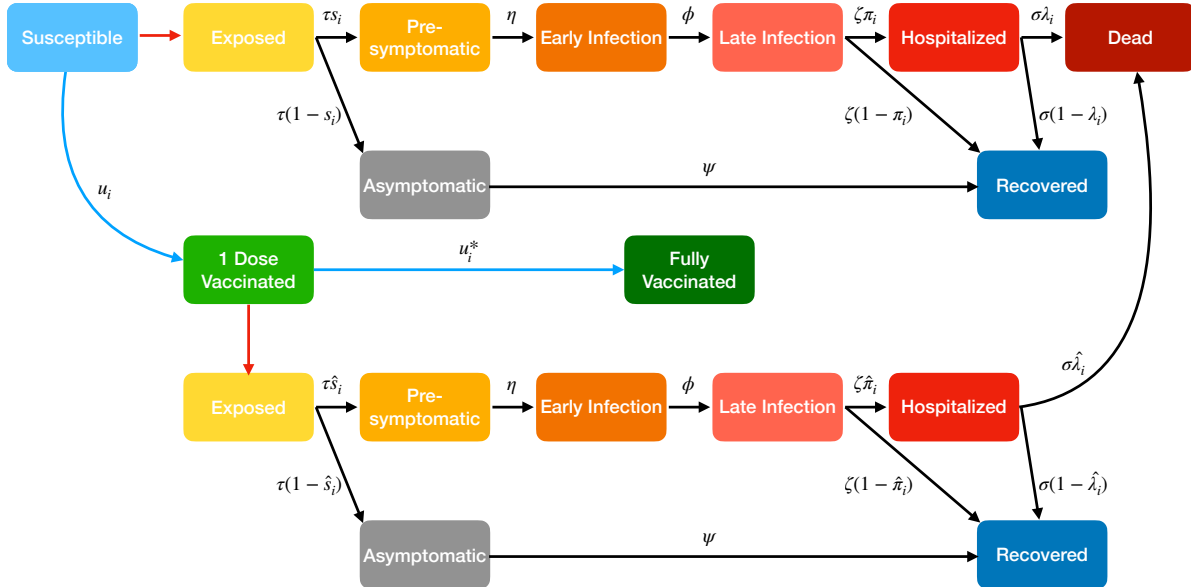 Susceptible
Exposed
τs_i
Pre-
symptomatic
η
Early Infection
ϕ
Late Infection
ζπ_i
Hospitalized
σλ_i
Dead
τ(1 − s_i)
ζ(1 − π_i)
σ(1 − λ_i)
Asymptomatic
ψ
Recovered
u_i
1 Dose
Vaccinated
u_i^*
Fully
Vaccinated
Exposed
τŝ_i
Pre-
symptomatic
η
Early Infection
ϕ
Late Infection
ζπ̂_i
Hospitalized
σλ̂_i
τ(1 − ŝ_i)
ζ(1 − π̂_i)
σ(1 − λ̂_i)
Asymptomatic
ψ
Recovered